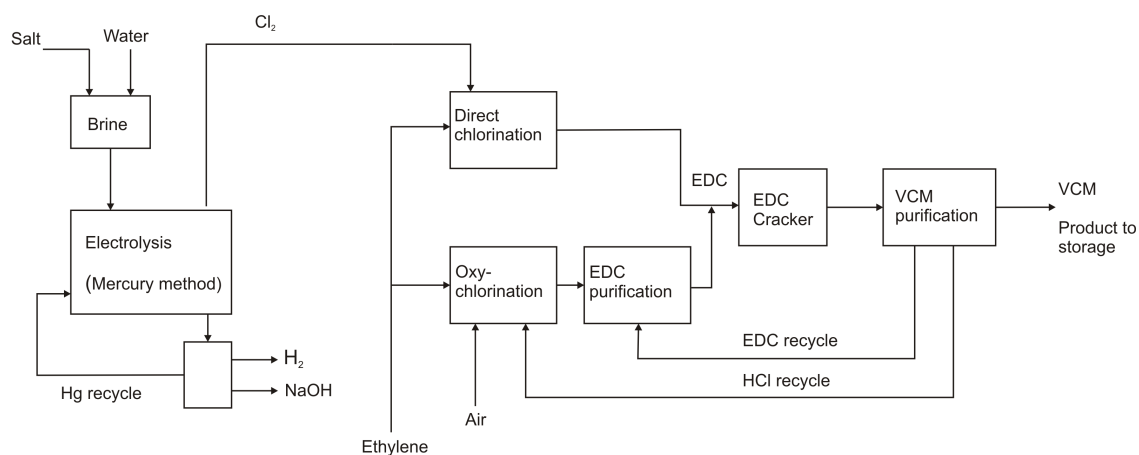 Cl₂
Salt
Water
Brine
Direct
chlorination
EDC
EDC
Cracker
VCM
purification
VCM
Product to
storage
Electrolysis
(Mercury method)
Oxy-
chlorination
EDC
purification
EDC recycle
H₂
HCl recycle
NaOH
Hg recycle
Air
Ethylene